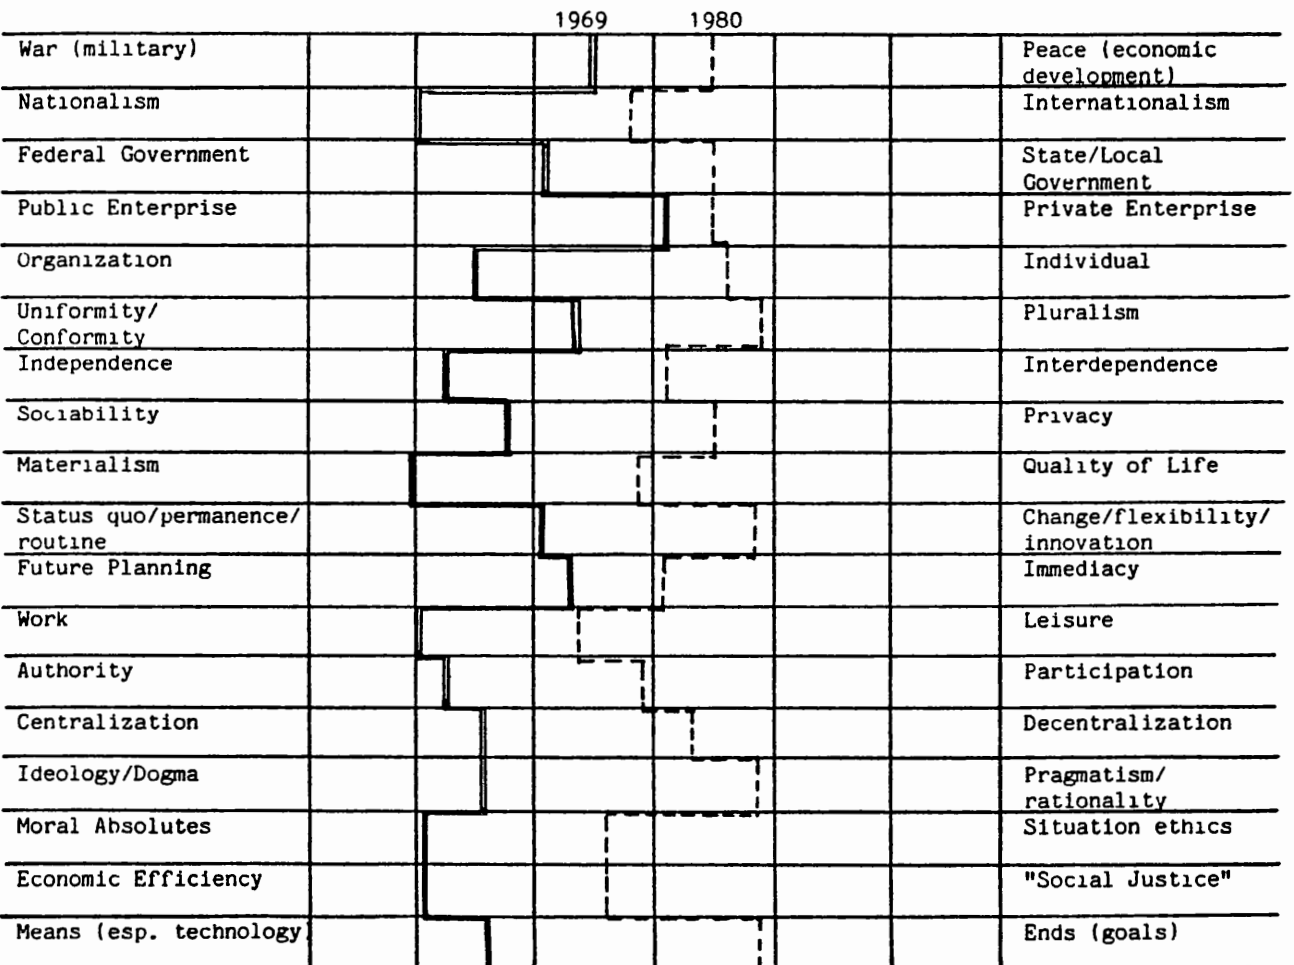 1969 1980
War (military) Peace (economic
development)
Nationalism Internationalism
Federal Government State/Local
Government
Public Enterprise Private Enterprise
Organization Individual
Uniformity/ Pluralism
Conformity
Independence Interdependence
Sociability Privacy
Materialism Quality of Life
Status quo/permanence/ Change/flexibility/
routine innovation
Future Planning Immediacy
Work Leisure
Authority Participation
Centralization Decentralization
Ideology/Dogma Pragmatism/
rationality
Moral Absolutes Situation ethics
Economic Efficiency "Social Justice"
Means (esp. technology Ends (goals)